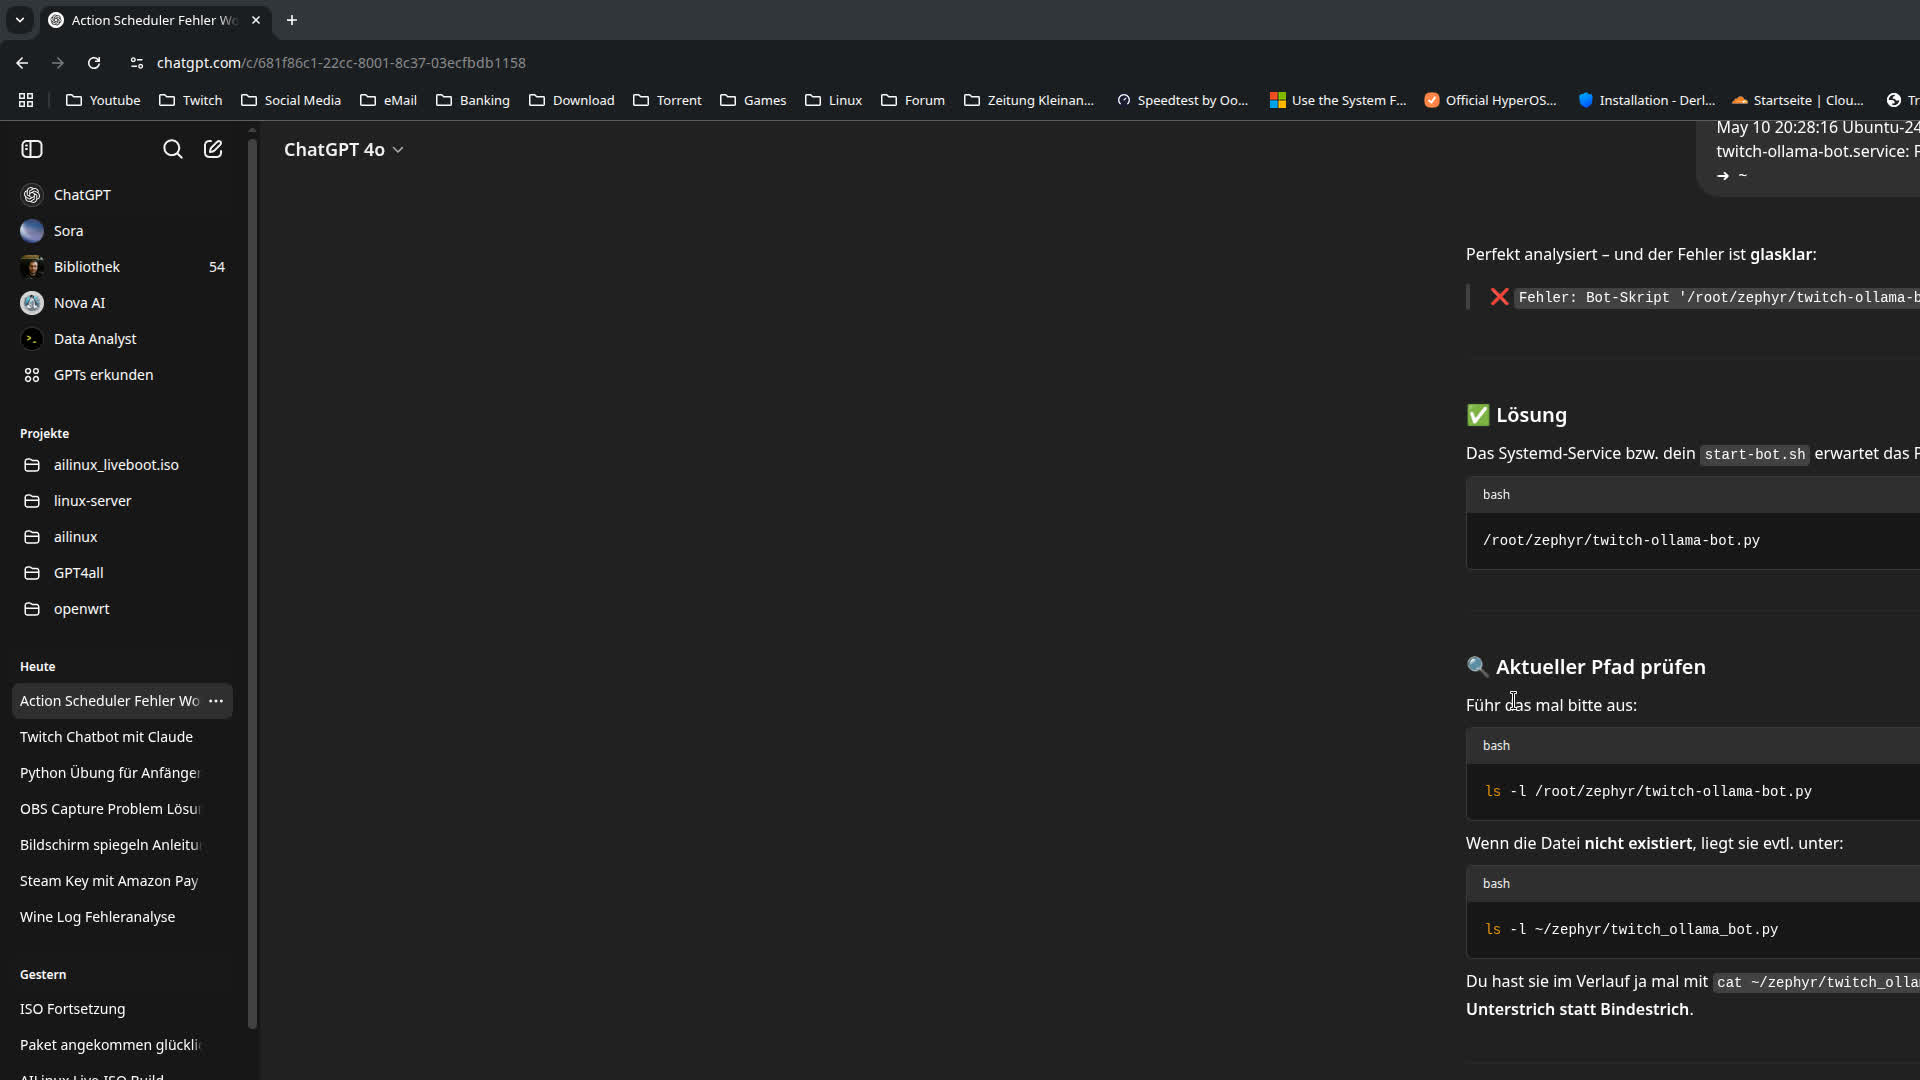 Action Scheduler Fehler Wo
chatgpt.com/c/681f86c1-22cc-8001-8c37-03ecfbdb1158
Youtube Twitch Social Media eMail Banking Download Torrent Games Linux Forum Zeitung Kleinan... Speedtest by Oo... Use the System F... Official HyperOS... Installation - Derl... Startseite | Clou... Tr
ChatGPT 4o
ChatGPT
Sora
Bibliothek 54
Nova AI
Data Analyst
GPTs erkunden
Projekte
ailinux_liveboot.iso
linux-server
ailinux
GPT4all
openwrt
Heute
Action Scheduler Fehler Wo
Twitch Chatbot mit Claude
Python Übung für Anfänger
OBS Capture Problem Lösu
Bildschirm spiegeln Anleitu
Steam Key mit Amazon Pay
Wine Log Fehleranalyse
Gestern
ISO Fortsetzung
Paket angekommen glückli
AILinux Live ISO Build
May 10 20:28:16 Ubuntu-24
twitch-ollama-bot.service: F
➜ ~
Perfekt analysiert – und der Fehler ist glasklar:
❌ Fehler: Bot-Skript '/root/zephyr/twitch-ollama-b
✅ Lösung
Das Systemd-Service bzw. dein start-bot.sh erwartet das P
bash
/root/zephyr/twitch-ollama-bot.py
🔍 Aktueller Pfad prüfen
Führ das mal bitte aus:
bash
ls -l /root/zephyr/twitch-ollama-bot.py
Wenn die Datei nicht existiert, liegt sie evtl. unter:
bash
ls -l ~/zephyr/twitch_ollama_bot.py
Du hast sie im Verlauf ja mal mit cat ~/zephyr/twitch_olla
Unterstrich statt Bindestrich.